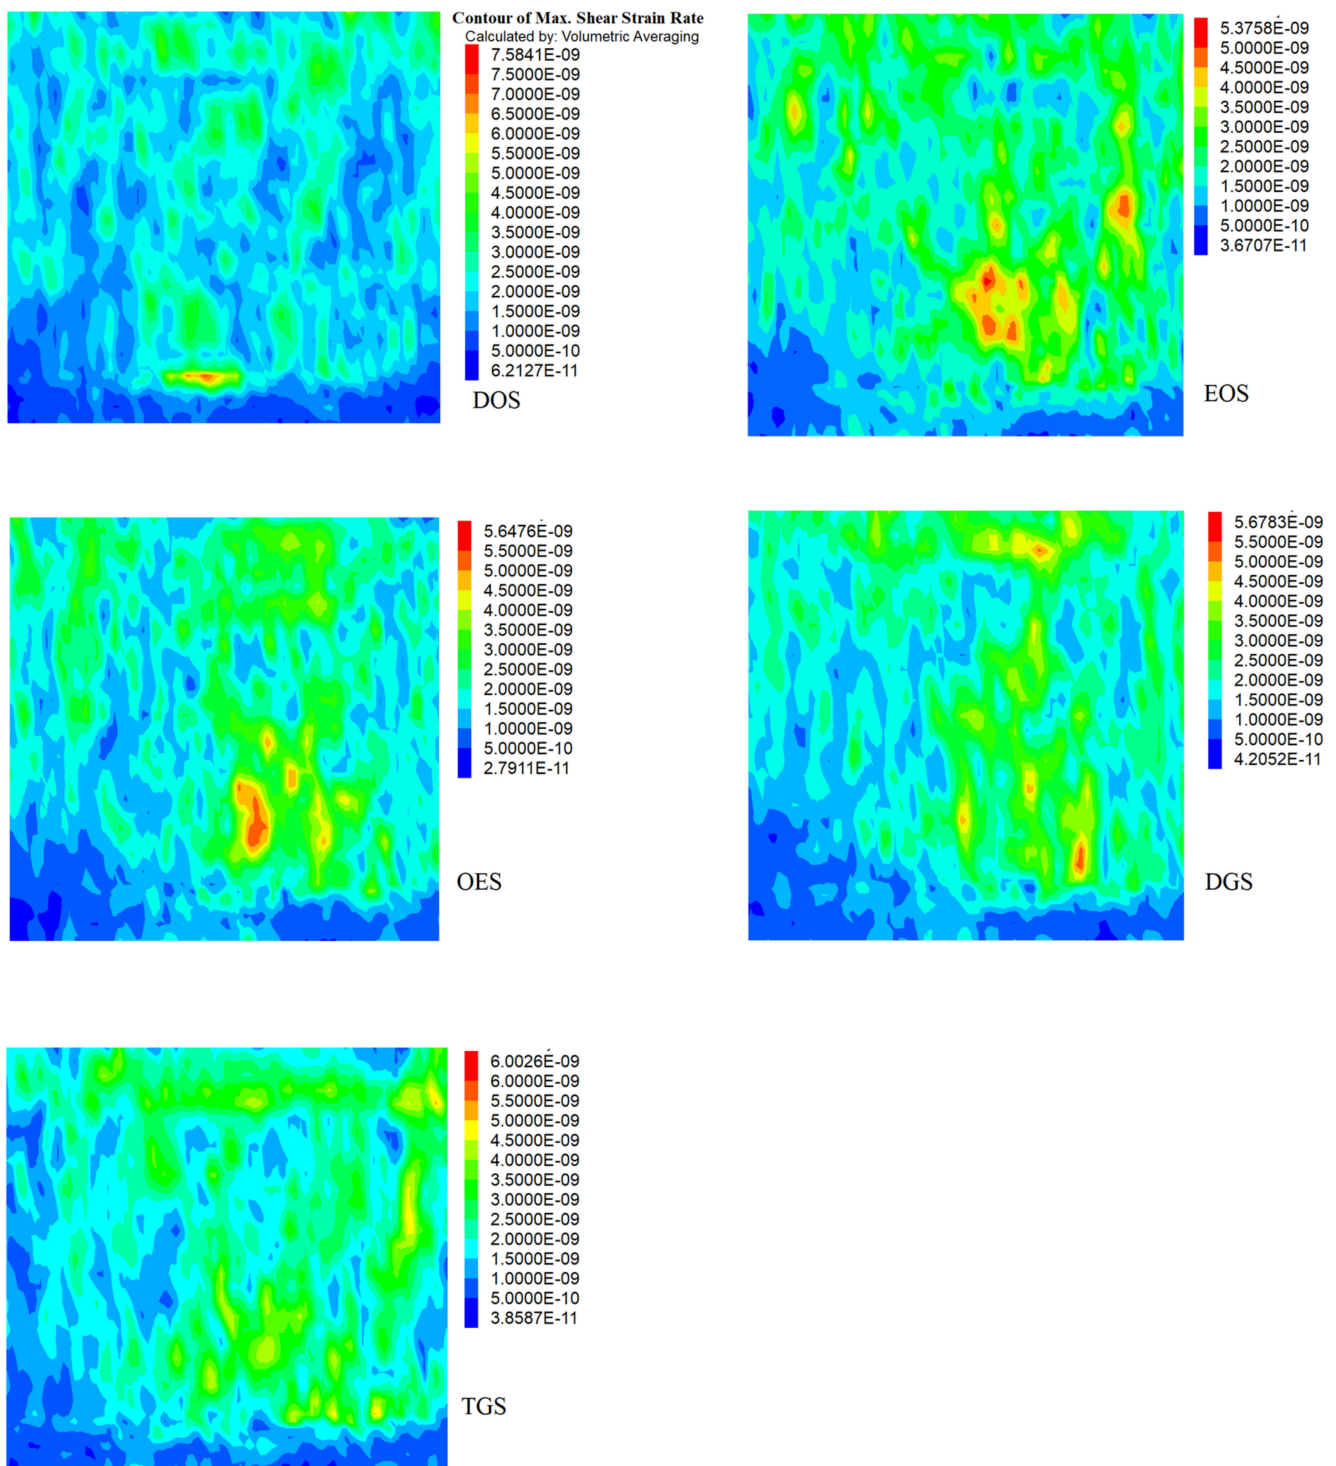 Contour of Max. Shear Strain Rate
Calculated by: Volumetric Averaging
7.5841E-09
7.5000E-09
7.0000E-09
6.5000E-09
6.0000E-09
5.5000E-09
5.0000E-09
4.5000E-09
4.0000E-09
3.5000E-09
3.0000E-09
2.5000E-09
2.0000E-09
1.5000E-09
1.0000E-09
5.0000E-10
6.2127E-11
DOS
5.3758E-09
5.0000E-09
4.5000E-09
4.0000E-09
3.5000E-09
3.0000E-09
2.5000E-09
2.0000E-09
1.5000E-09
1.0000E-09
5.0000E-10
3.6707E-11
EOS
5.6476E-09
5.5000E-09
5.0000E-09
4.5000E-09
4.0000E-09
3.5000E-09
3.0000E-09
2.5000E-09
2.0000E-09
1.5000E-09
1.0000E-09
5.0000E-10
2.7911E-11
OES
5.6783E-09
5.5000E-09
5.0000E-09
4.5000E-09
4.0000E-09
3.5000E-09
3.0000E-09
2.5000E-09
2.0000E-09
1.5000E-09
1.0000E-09
5.0000E-10
4.2052E-11
DGS
6.0026E-09
6.0000E-09
5.5000E-09
5.0000E-09
4.5000E-09
4.0000E-09
3.5000E-09
3.0000E-09
2.5000E-09
2.0000E-09
1.5000E-09
1.0000E-09
5.0000E-10
3.8587E-11
TGS